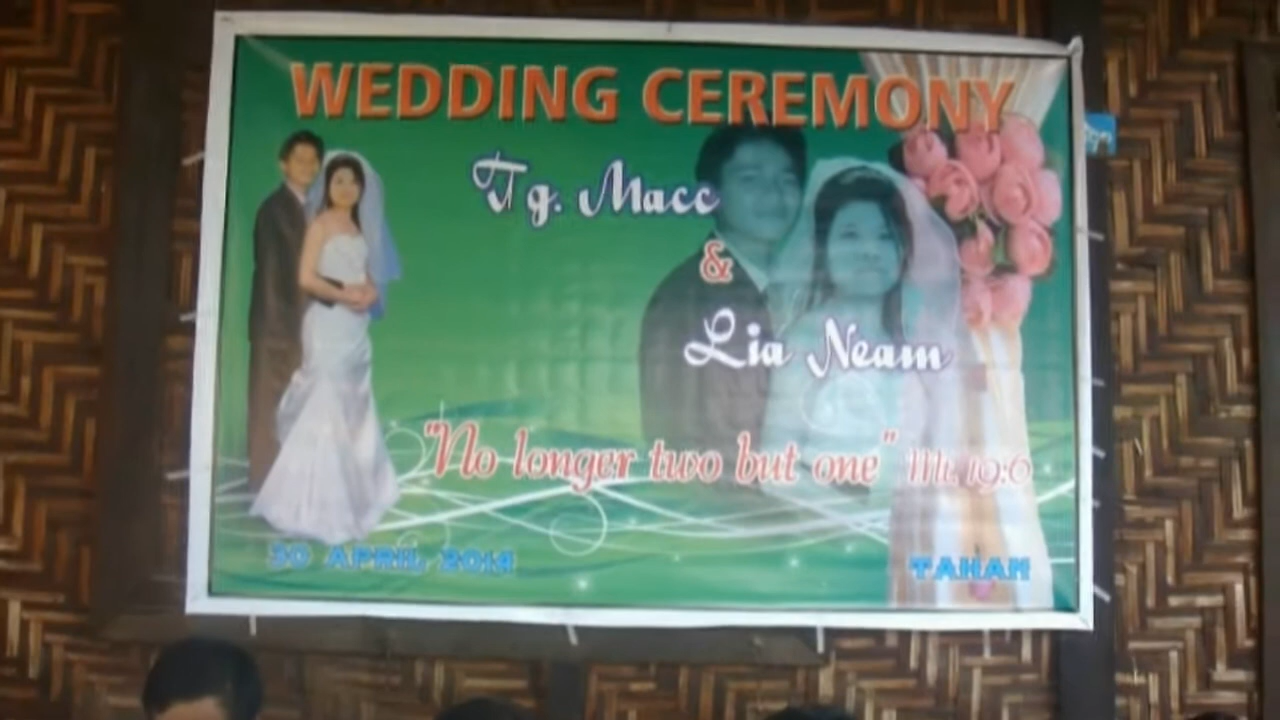 WEDDING CEREMONY
Tg. Macc
&
Lia Neam
"No longer two but one" Mt. 19:6
30 APRIL 2014
TAHAN